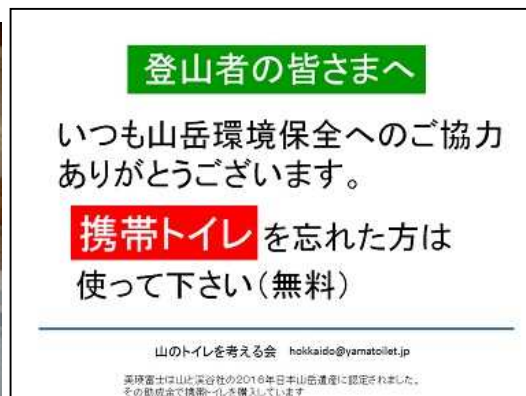 登山者の皆さまへ
いつも山岳環境保全へのご協力
ありがとうございます。
携帯トイレを忘れた方は
使って下さい(無料)
山のトイレを考える会 hokkaido@yamatoilet.jp
美瑛富士は山と渓谷社の2016年日本山岳遺産に認定されました。
その助成金で携帯トイレを購入しています